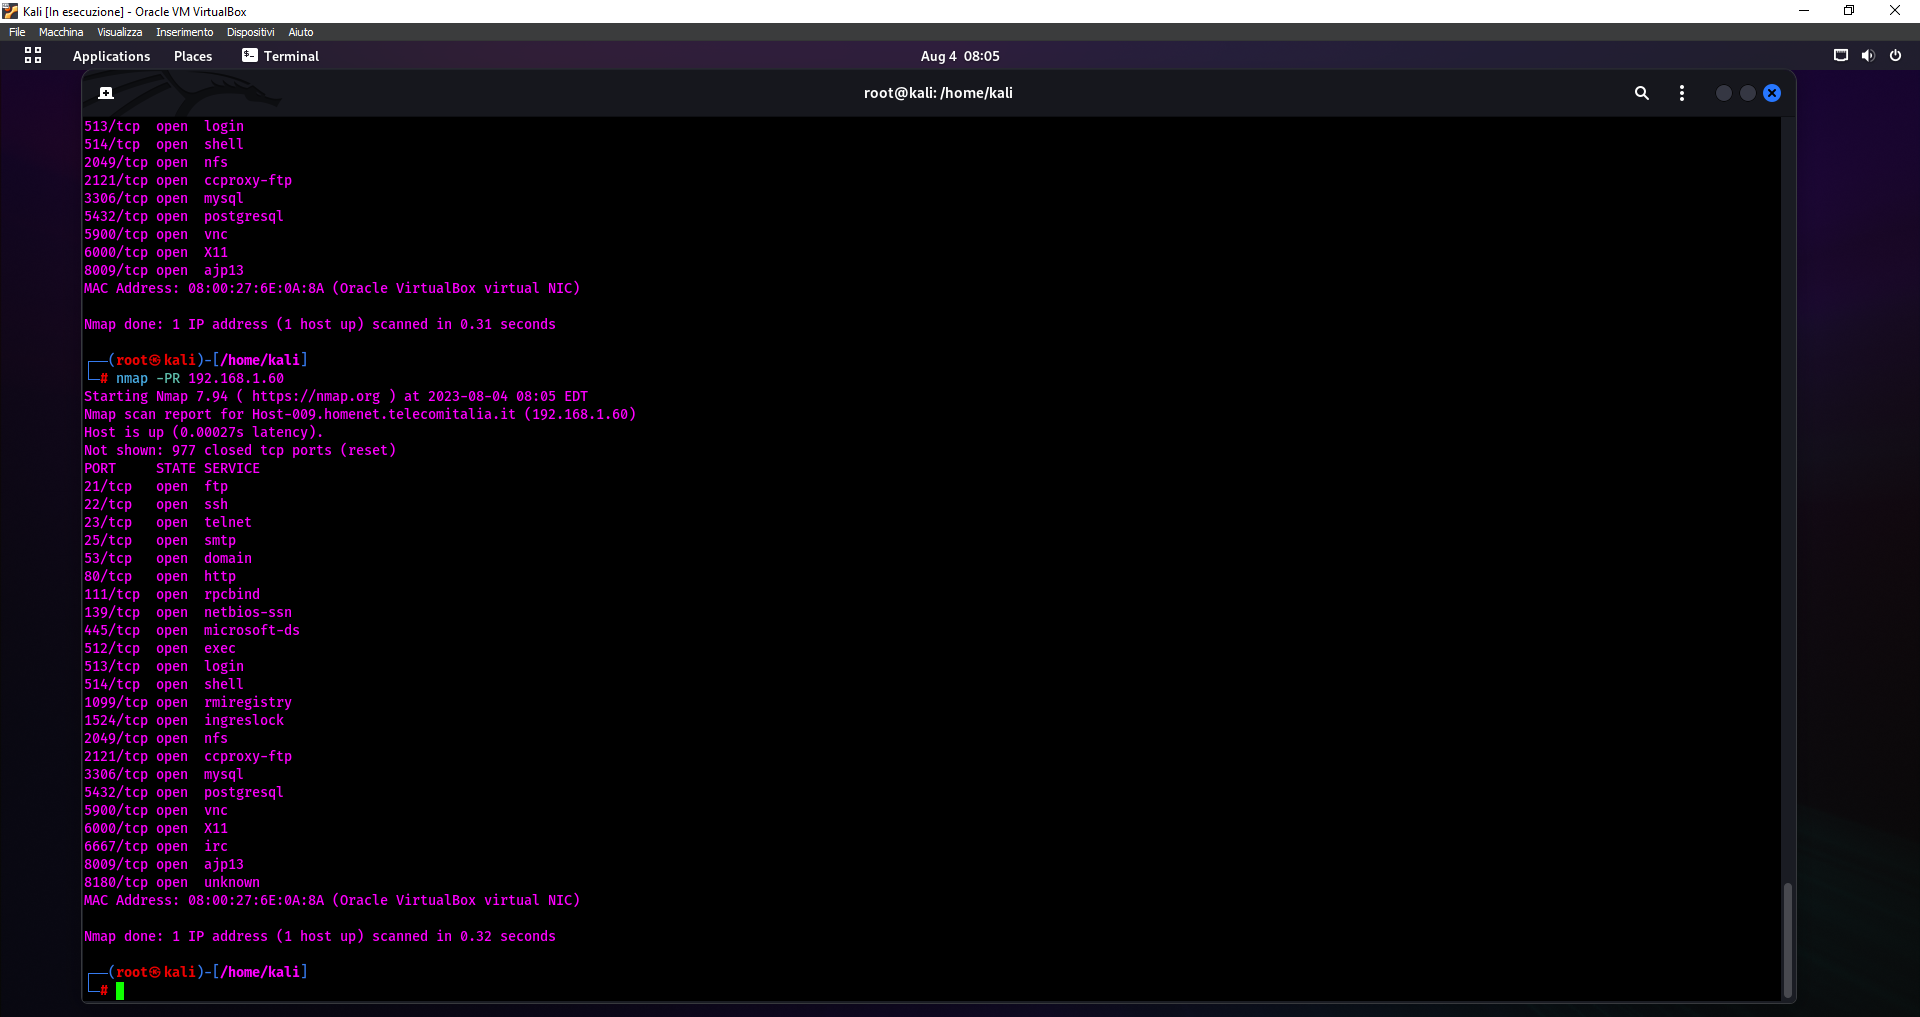 Kali [In esecuzione] - Oracle VM VirtualBox
File Macchina Visualizza Inserimento Dispositivi Aiuto
Applications Places Terminal Aug 4 08:05
root@kali: /home/kali
513/tcp  open  login
514/tcp  open  shell
2049/tcp open  nfs
2121/tcp open  ccproxy-ftp
3306/tcp open  mysql
5432/tcp open  postgresql
5900/tcp open  vnc
6000/tcp open  X11
8009/tcp open  ajp13
MAC Address: 08:00:27:6E:0A:8A (Oracle VirtualBox virtual NIC)
Nmap done: 1 IP address (1 host up) scanned in 0.31 seconds
┌──(root㉿kali)-[/home/kali]
└─# nmap -PR 192.168.1.60
Starting Nmap 7.94 ( https://nmap.org ) at 2023-08-04 08:05 EDT
Nmap scan report for Host-009.homenet.telecomitalia.it (192.168.1.60)
Host is up (0.00027s latency).
Not shown: 977 closed tcp ports (reset)
PORT     STATE SERVICE
21/tcp   open  ftp
22/tcp   open  ssh
23/tcp   open  telnet
25/tcp   open  smtp
53/tcp   open  domain
80/tcp   open  http
111/tcp  open  rpcbind
139/tcp  open  netbios-ssn
445/tcp  open  microsoft-ds
512/tcp  open  exec
513/tcp  open  login
514/tcp  open  shell
1099/tcp open  rmiregistry
1524/tcp open  ingreslock
2049/tcp open  nfs
2121/tcp open  ccproxy-ftp
3306/tcp open  mysql
5432/tcp open  postgresql
5900/tcp open  vnc
6000/tcp open  X11
6667/tcp open  irc
8009/tcp open  ajp13
8180/tcp open  unknown
MAC Address: 08:00:27:6E:0A:8A (Oracle VirtualBox virtual NIC)
Nmap done: 1 IP address (1 host up) scanned in 0.32 seconds
┌──(root㉿kali)-[/home/kali]
└─#